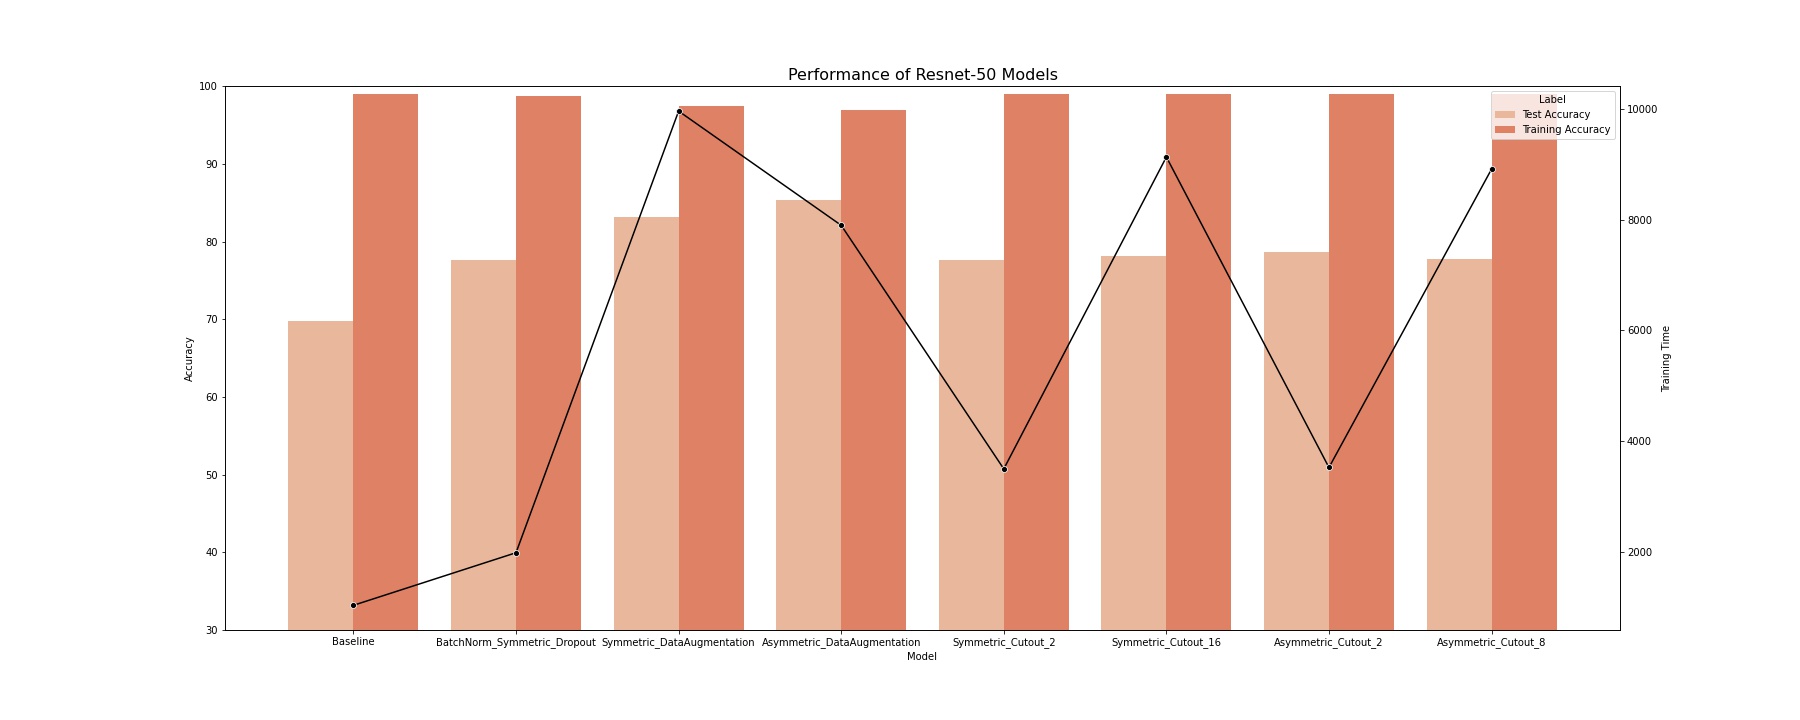 Performance of Resnet-50 Models
Label
Test Accuracy
Training Accuracy
Accuracy
100
90
80
70
60
50
40
30
10000
8000
6000
4000
2000
Training Time
Baseline
BatchNorm_Symmetric_Dropout
Symmetric_DataAugmentation
Asymmetric_DataAugmentation
Symmetric_Cutout_2
Symmetric_Cutout_16
Asymmetric_Cutout_2
Asymmetric_Cutout_8
Model